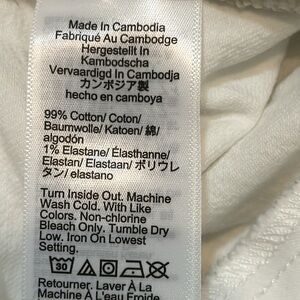 Made In Cambodia
Fabriqué Au Cambodge
Hergestellt In
Kambodscha
Vervaardigd In Cambodja
カンボジア製
hecho en camboya
99% Cotton/ Coton/
Baumwolle/ Katoen/ 綿/
algodón
1% Elastane/ Élasthanne/
Elastan/ Elastaan/ ポリウレ
タン/ elastano
Turn Inside Out. Machine
Wash Cold. With Like
Colors. Non-chlorine
Bleach Only. Tumble Dry
Low. Iron On Lowest
Setting.
30
Retourner. Laver À La
Machine À L'eau Froide